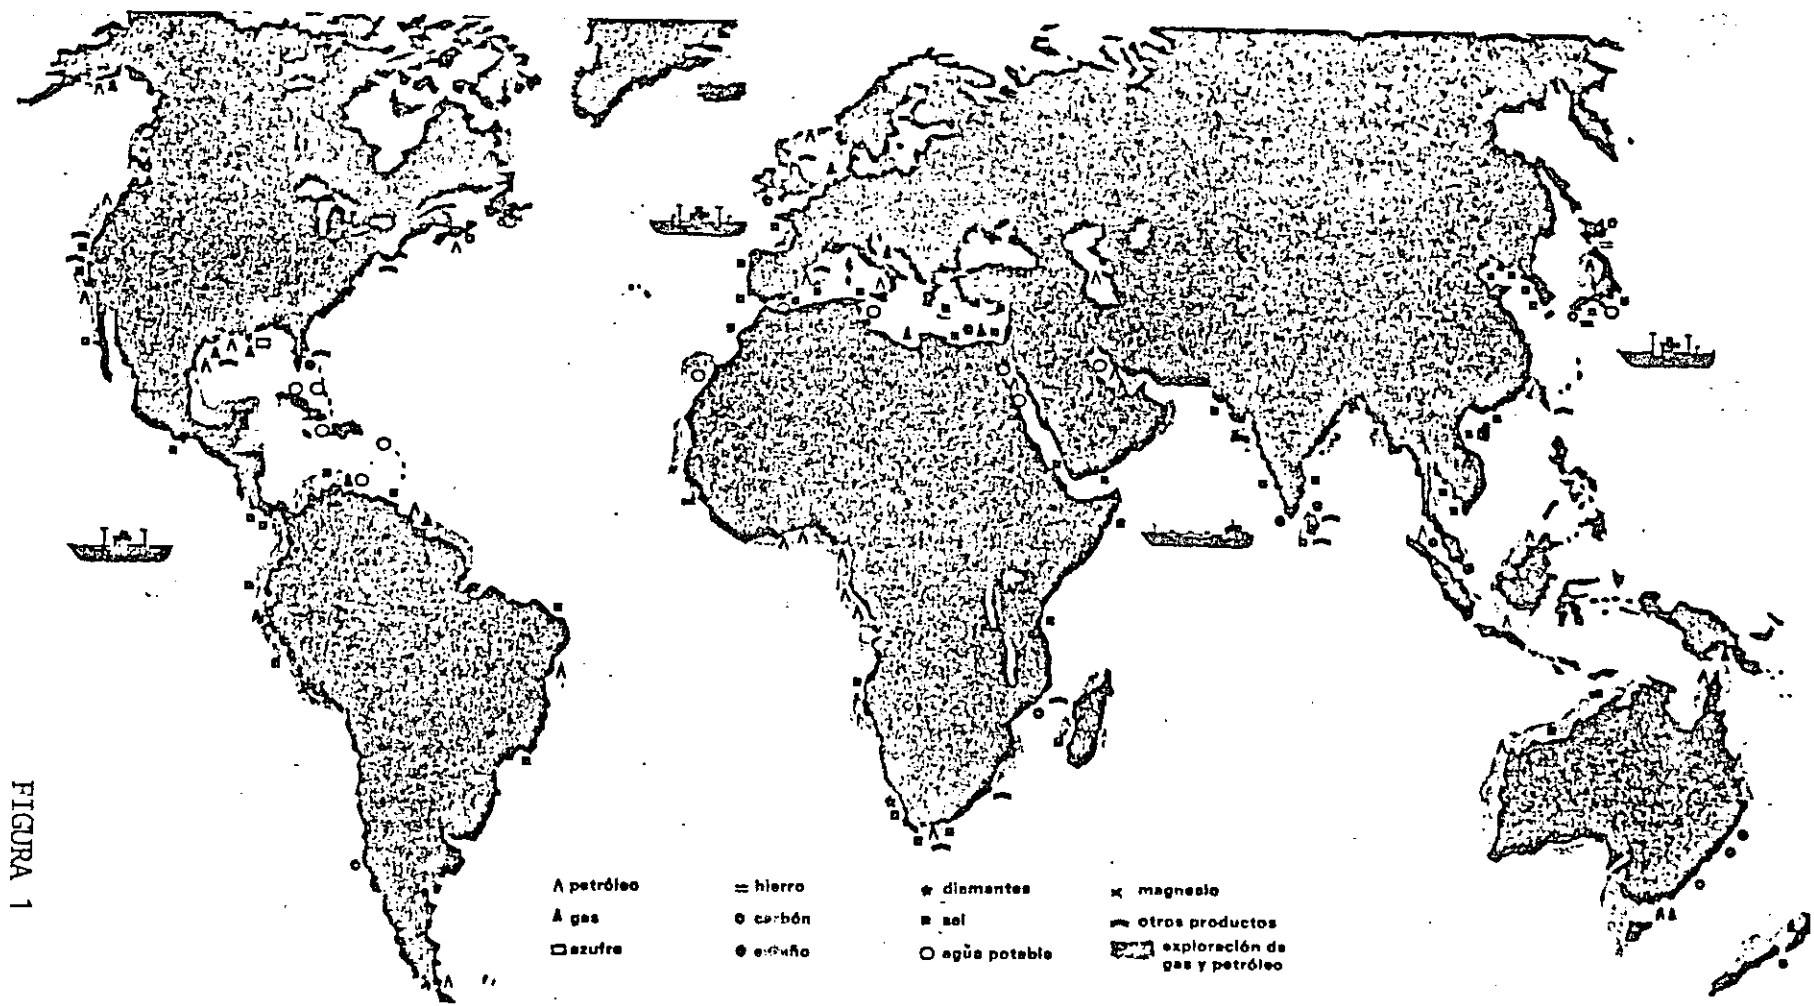 petróleo
gas
azufre
hierro
carbón
diamantes
sal
agua potable
magnesio
otros productos
exploración de
gas y petróleo
FIGURA 1